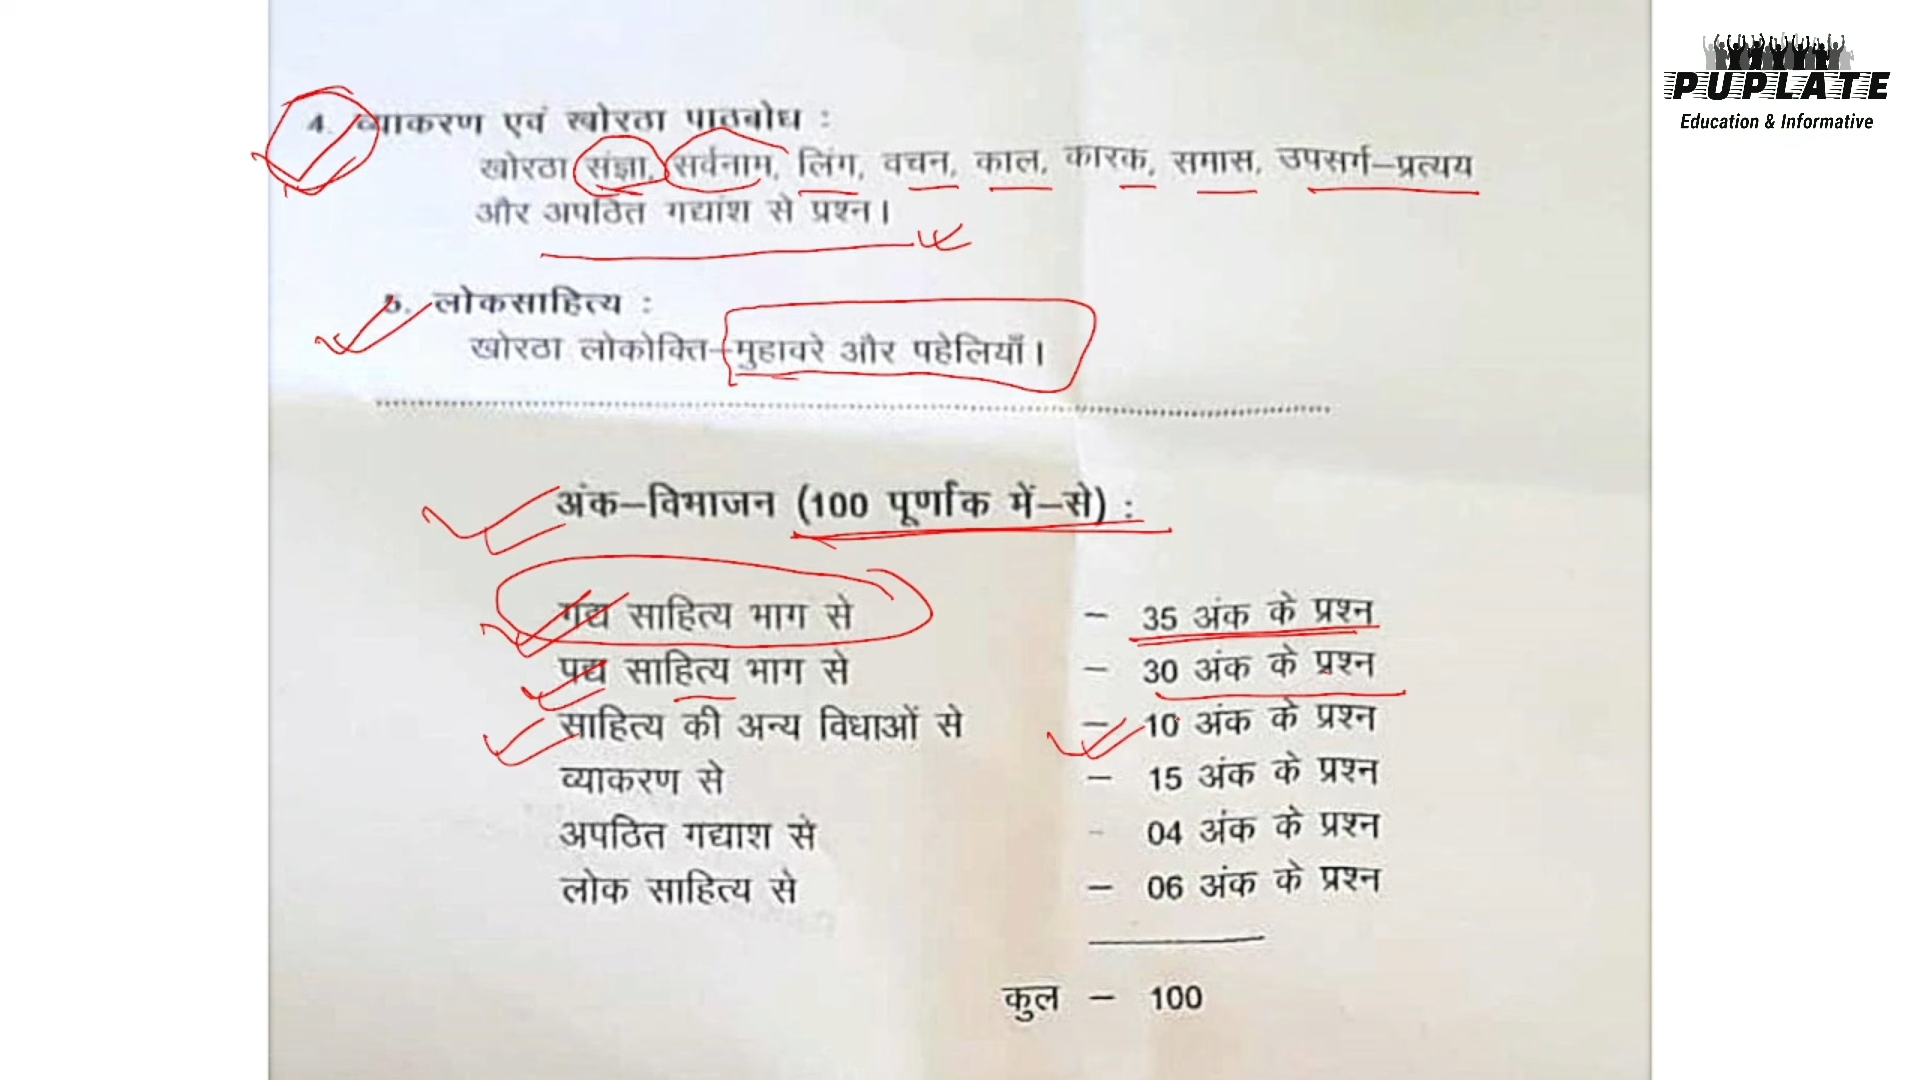 PUPLATE
Education & Informative
4. व्याकरण एवं खोरठा पाठबोध :
खोरठा संज्ञा, सर्वनाम, लिंग, वचन, काल, कारक, समास, उपसर्ग–प्रत्यय
और अपठित गद्यांश से प्रश्न।
5. लोकसाहित्य :
खोरठा लोकोक्ति–मुहावरे और पहेलियाँ।
अंक–विभाजन (100 पूर्णांक में–से) :
गद्य साहित्य भाग से – 35 अंक के प्रश्न
पद्य साहित्य भाग से – 30 अंक के प्रश्न
साहित्य की अन्य विधाओं से – 10 अंक के प्रश्न
व्याकरण से – 15 अंक के प्रश्न
अपठित गद्याश से - 04 अंक के प्रश्न
लोक साहित्य से – 06 अंक के प्रश्न
कुल – 100